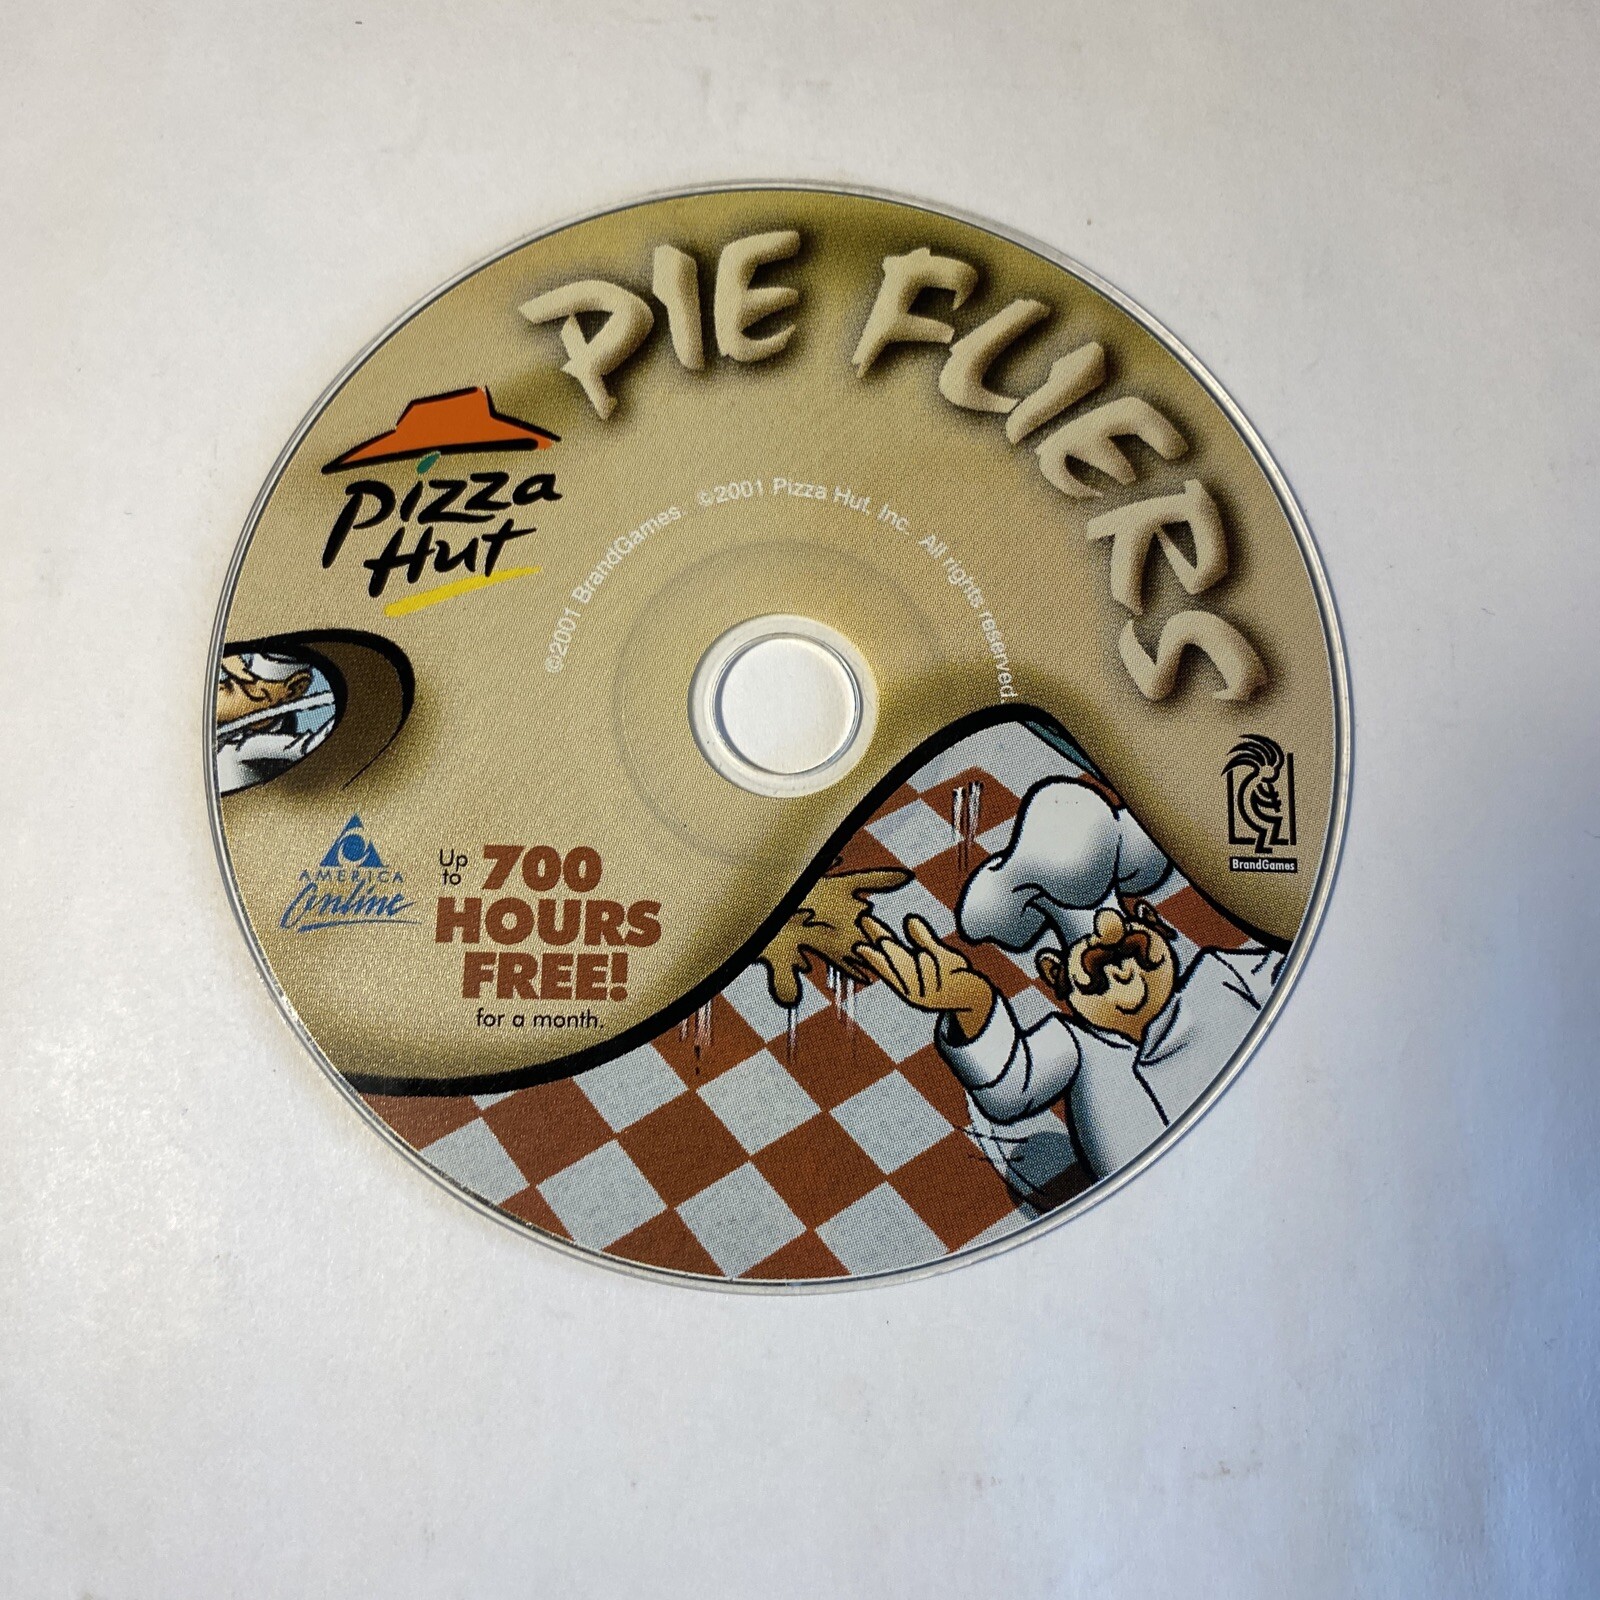 PIE FLIERS
Pizza
Hut
©2001 BrandGames. ©2001 Pizza Hut, Inc. All rights reserved.
BrandGames
AMERICA
Online
Up
to 700
HOURS
FREE!
for a month.